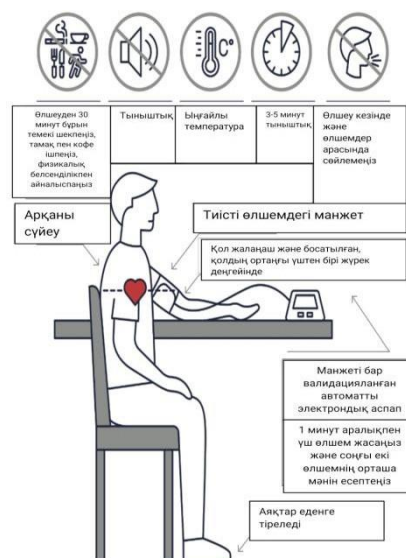 C°
Өлшеуден 30
минут бұрын
темекі шекпеңіз,
тамақ пен кофе
ішпеңіз,
физикалық
белсенділікпен
айналыспаңыз
Тыныштық
Ыңғайлы
температура
3-5 минут
тыныштық
Өлшеу кезінде
және
өлшемдер
арасында
сөйлемеңіз
Арқаны
сүйеу
Тиісті өлшемдегі манжет
Қол жалаңаш және босатылған,
қолдың ортаңғы үштен бірі жүрек
деңгейінде
Манжеті бар
валидацияланған
автоматты
электрондық аспап
1 минут аралықпен
үш өлшем жасаңыз
және соңғы екі
өлшемнің орташа
мәнін есептеңіз
Аяқтар еденге
тіреледі